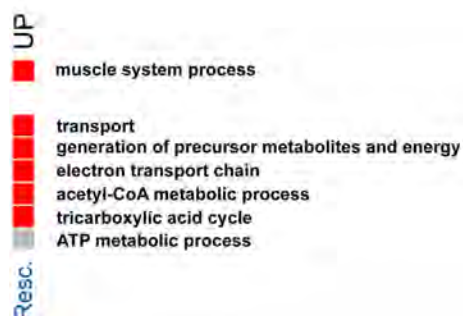 UP
muscle system process
transport
generation of precursor metabolites and energy
electron transport chain
acetyl-CoA metabolic process
tricarboxylic acid cycle
ATP metabolic process
Resc.